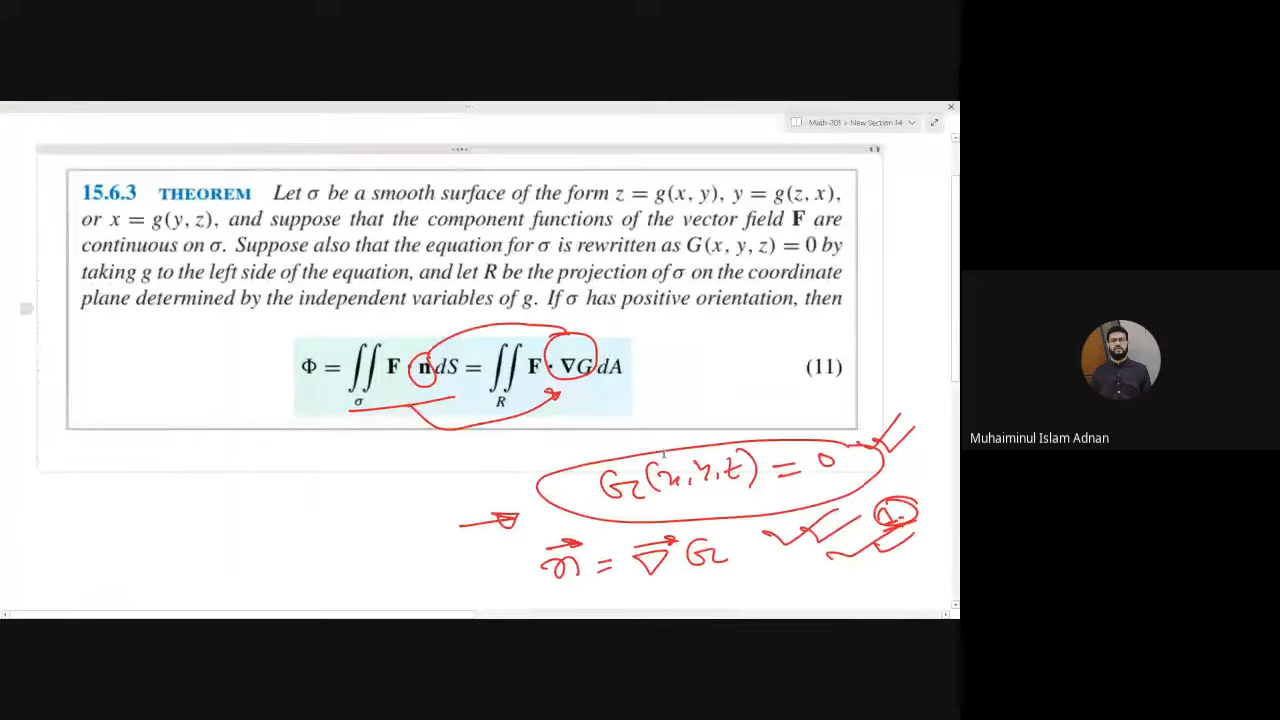 Math-201 > New Section 14
15.6.3 THEOREM Let σ be a smooth surface of the form z = g(x, y), y = g(z, x),
or x = g(y, z), and suppose that the component functions of the vector field F are
continuous on σ. Suppose also that the equation for σ is rewritten as G(x, y, z) = 0 by
taking g to the left side of the equation, and let R be the projection of σ on the coordinate
plane determined by the independent variables of g. If σ has positive orientation, then
Φ = ∬σ F · n dS = ∬R F · ∇G dA (11)
Muhaiminul Islam Adnan
G(x, y, z) = 0
n⃗ = ∇⃗ G